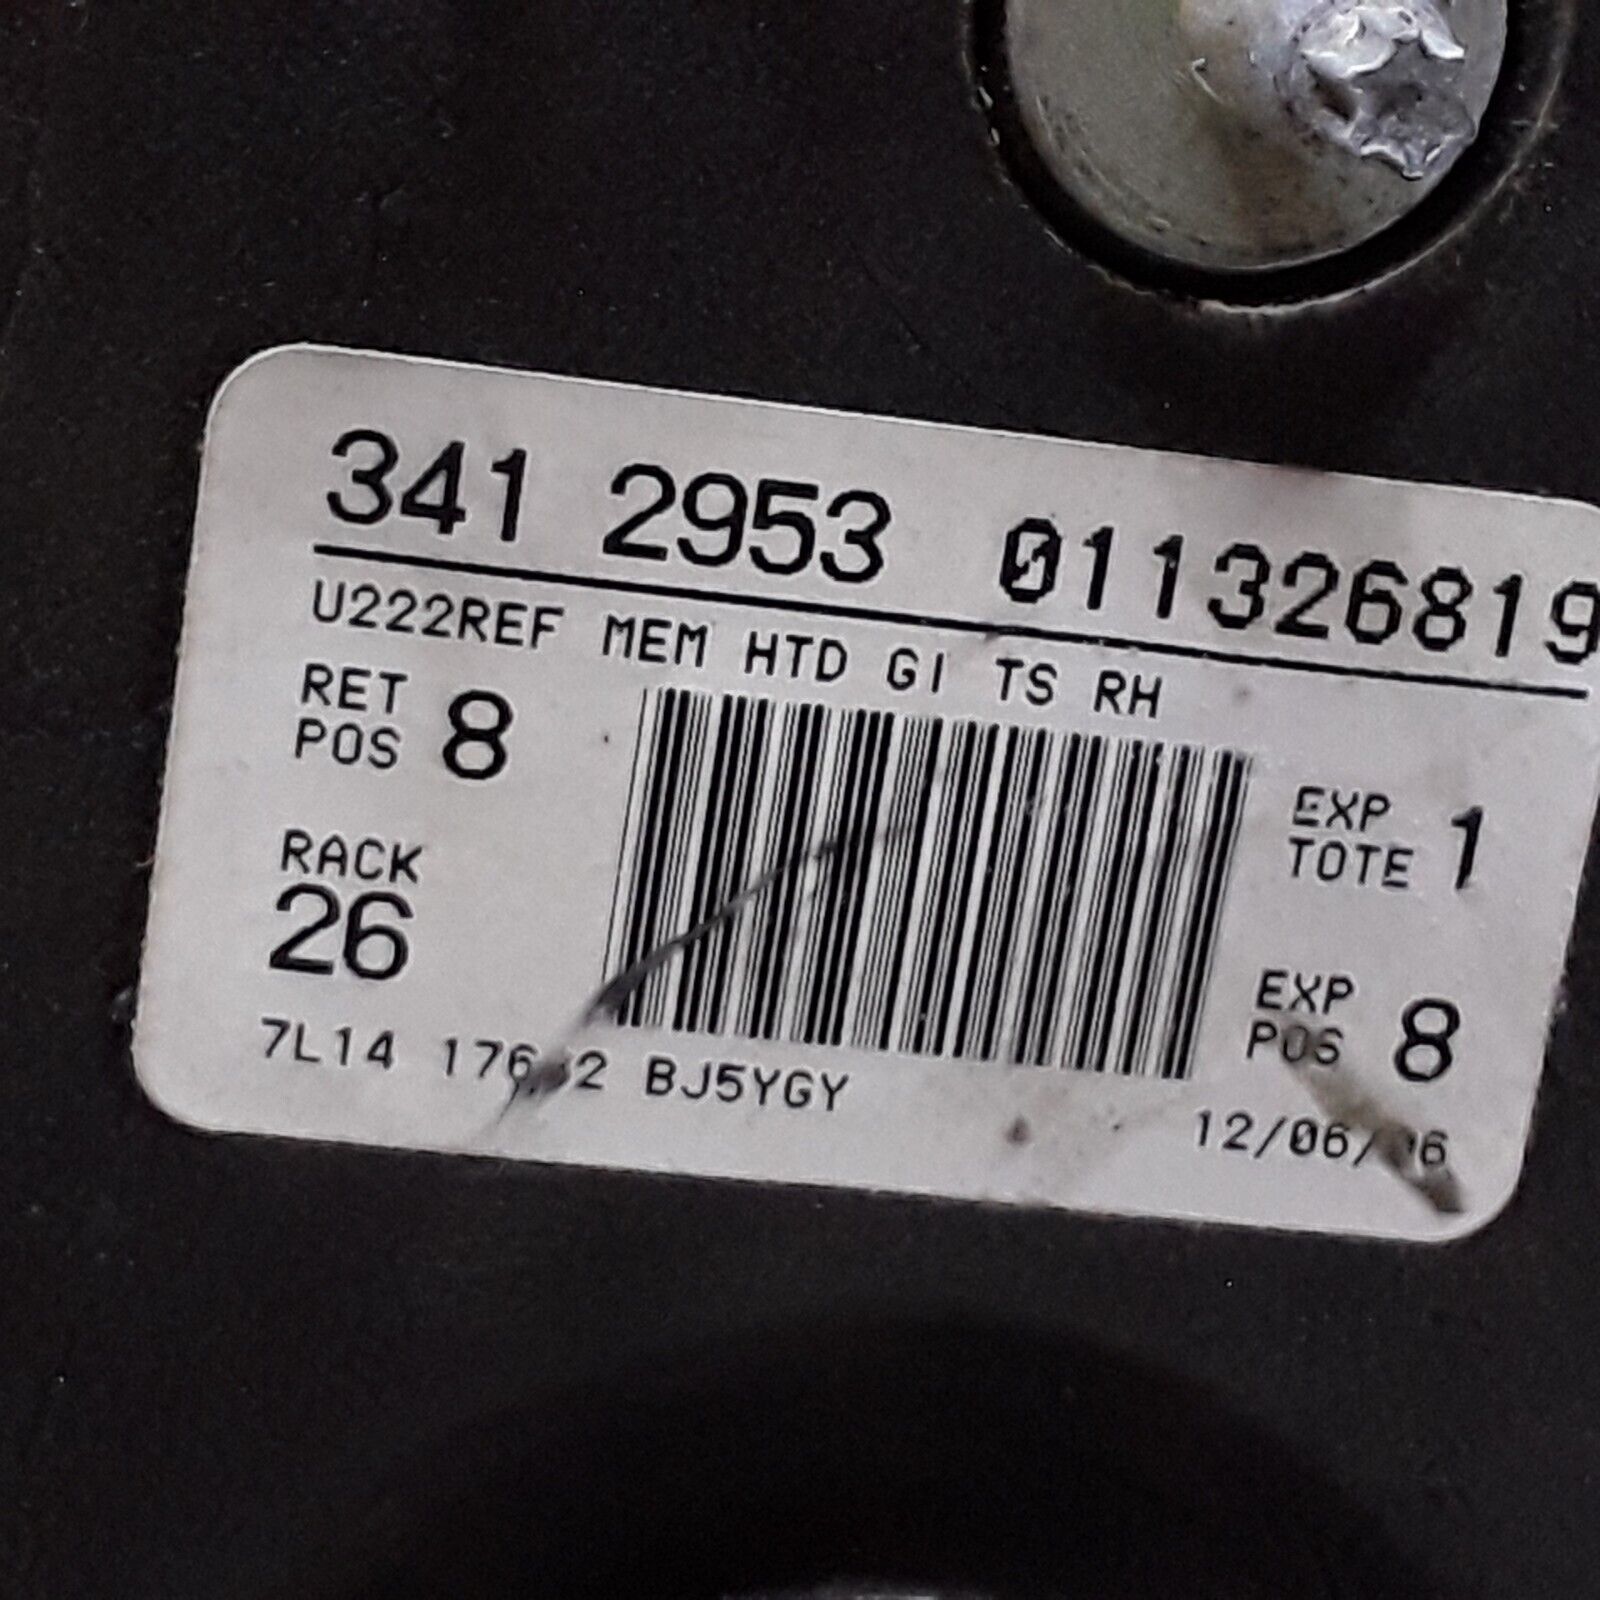 341 2953 011326819
U222REF MEM HTD GI TS RH
RET POS 8
EXP TOTE 1
RACK 26
EXP POS 8
7L14 BJ5YGY